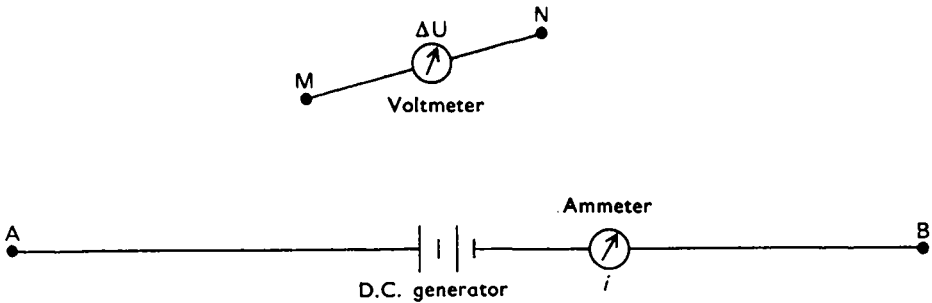 N
ΔU
M
Voltmeter
Ammeter
A
B
D.C. generator
i